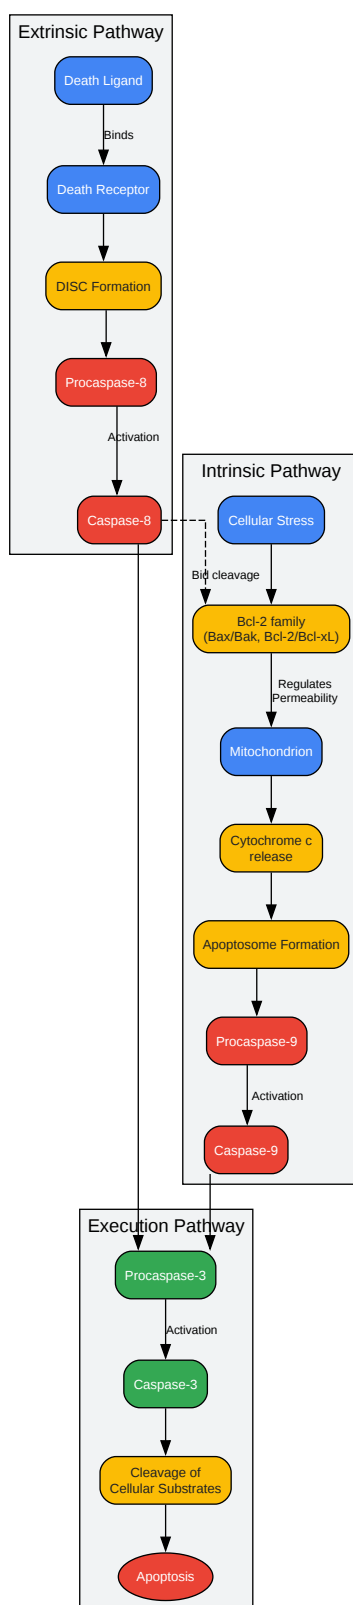 Extrinsic Pathway
Death Ligand
Binds
Death Receptor
DISC Formation
Procaspase-8
Activation
Caspase-8
Intrinsic Pathway
Cellular Stress
Bid cleavage
Bcl-2 family
(Bax/Bak, Bcl-2/Bcl-xL)
Regulates
Permeability
Mitochondrion
Cytochrome c
release
Apoptosome Formation
Procaspase-9
Activation
Caspase-9
Execution Pathway
Procaspase-3
Activation
Caspase-3
Cleavage of
Cellular Substrates
Apoptosis